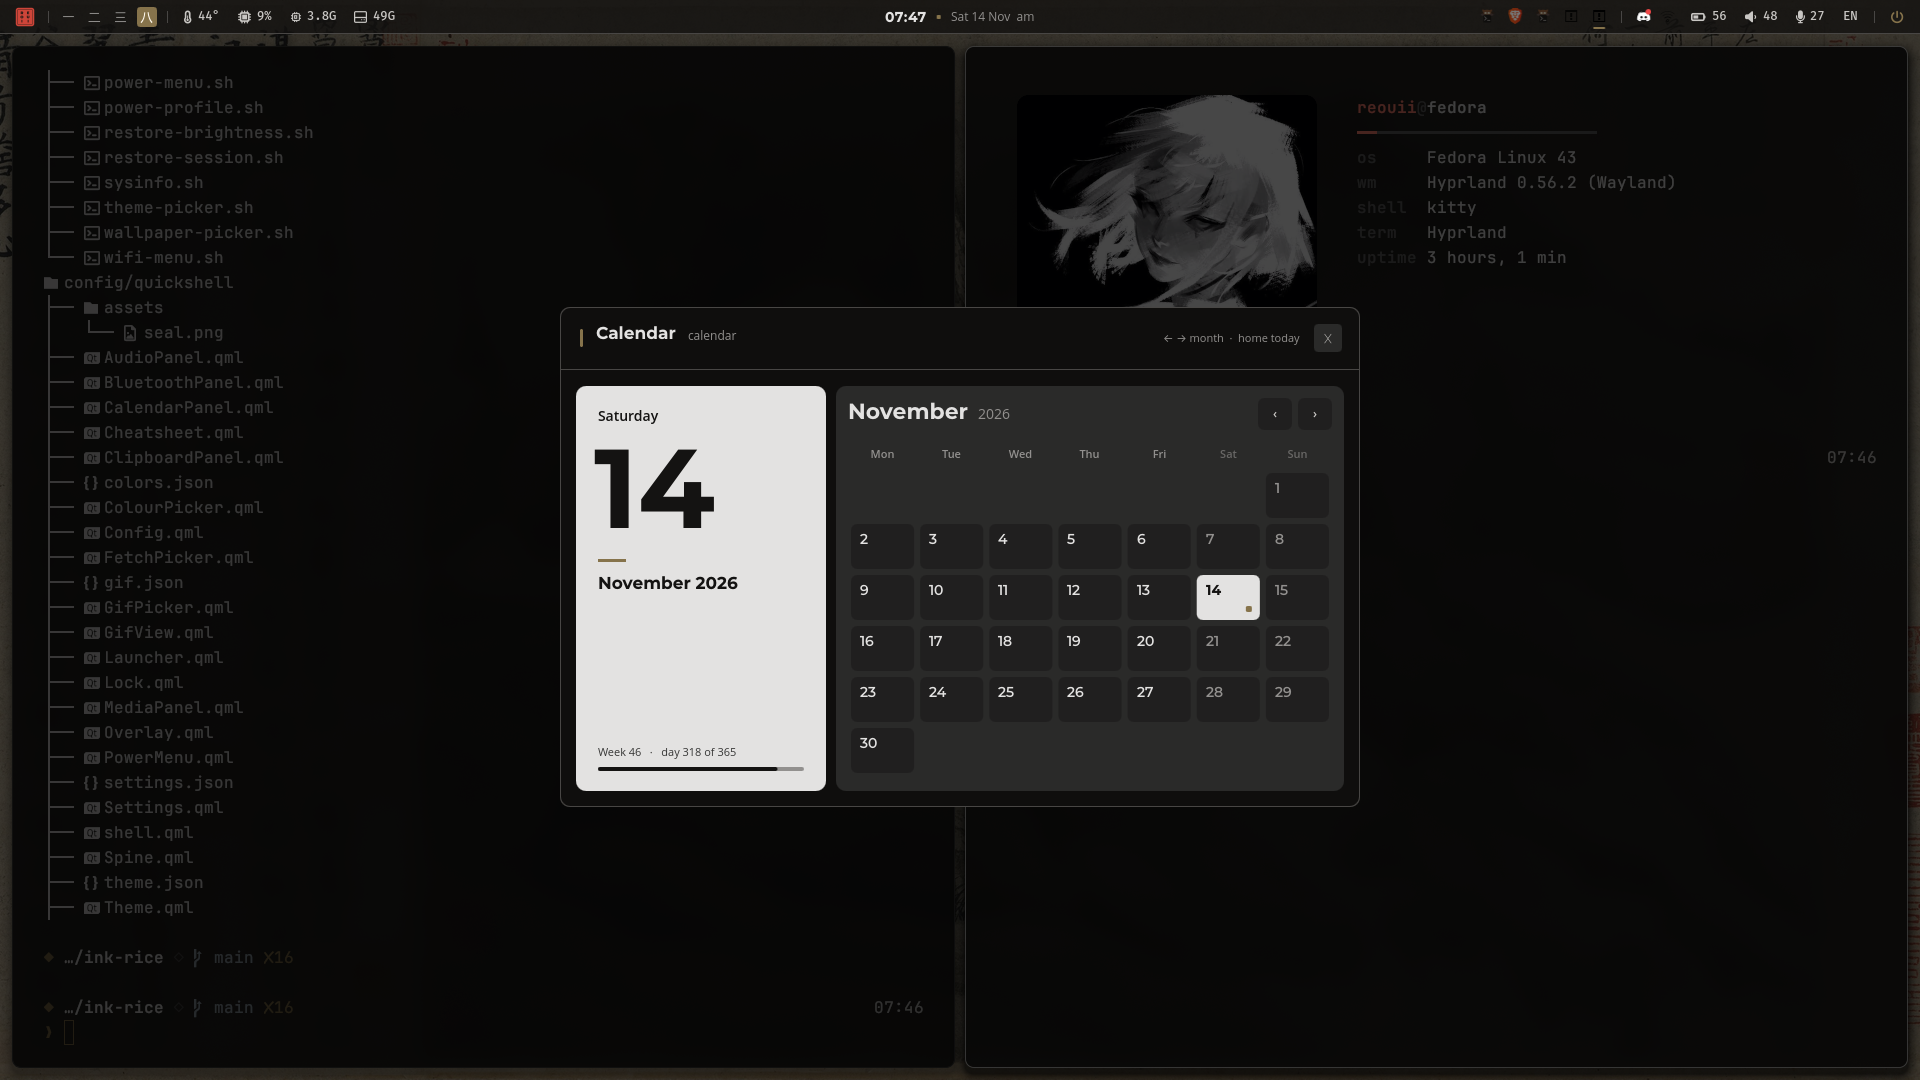 一 二 三 八 44° 9% 3.8G 49G
07:47 Sat 14 Nov am
56 48 27 EN
power-menu.sh
power-profile.sh
restore-brightness.sh
restore-session.sh
sysinfo.sh
theme-picker.sh
wallpaper-picker.sh
wifi-menu.sh
config/quickshell
assets
seal.png
AudioPanel.qml
BluetoothPanel.qml
CalendarPanel.qml
Cheatsheet.qml
ClipboardPanel.qml
colors.json
ColourPicker.qml
Config.qml
FetchPicker.qml
gif.json
GifPicker.qml
GifView.qml
Launcher.qml
Lock.qml
MediaPanel.qml
Overlay.qml
PowerMenu.qml
settings.json
Settings.qml
shell.qml
Spine.qml
theme.json
Theme.qml
…/ink-rice main X16
…/ink-rice main X16 07:46
❯
reouii@fedora
os Fedora Linux 43
wm Hyprland 0.56.2 (Wayland)
shell kitty
term Hyprland
uptime 3 hours, 1 min
07:46
Calendar calendar
← → month · home today X
Saturday
14
November 2026
Week 46 · day 318 of 365
November 2026 ‹ ›
Mon Tue Wed Thu Fri Sat Sun
1
2 3 4 5 6 7 8
9 10 11 12 13 14 15
16 17 18 19 20 21 22
23 24 25 26 27 28 29
30